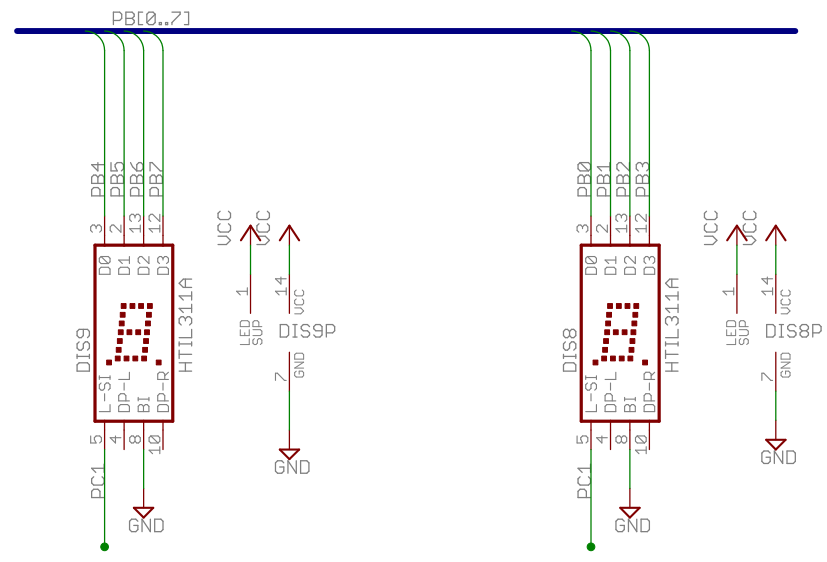 PB[0..7]
PB4
PB5
PB6
PB7
3
2
13
12
D0
D1
D2
D3
DIS9
HTIL311A
L-SI
DP-L
BI
DP-R
5
4
8
10
PC1
GND
VCC
VCC
1
14
LED
SUP
VCC
DIS9P
GND
7
GND
PB0
PB1
PB2
PB3
3
2
13
12
D0
D1
D2
D3
DIS8
HTIL311A
L-SI
DP-L
BI
DP-R
5
4
8
10
PC1
GND
VCC
VCC
1
14
LED
SUP
VCC
DIS8P
GND
7
GND